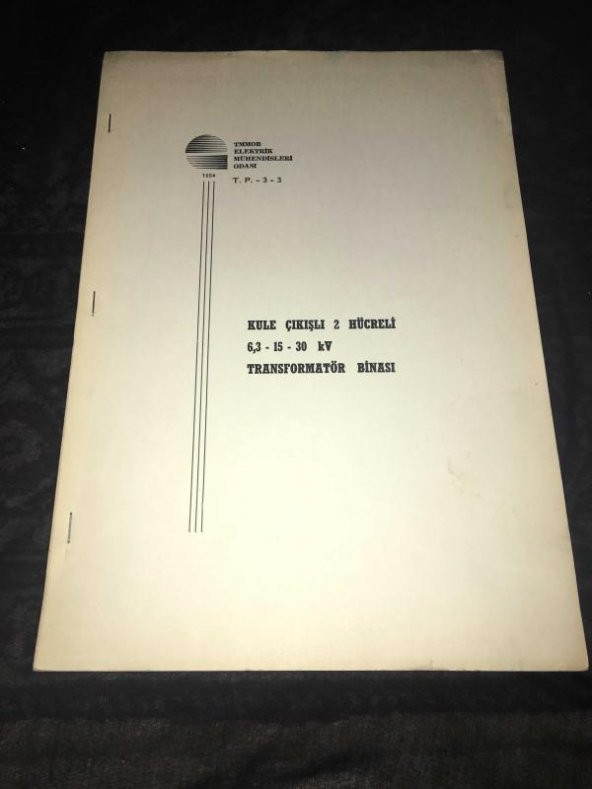 TMMOB
ELEKTRİK
MÜHENDİSLERİ
ODASI
1954
T. P. - 3 - 3
KULE ÇIKIŞLI 2 HÜCRELİ
6,3 - 15 - 30 kV
TRANSFORMATÖR BİNASI